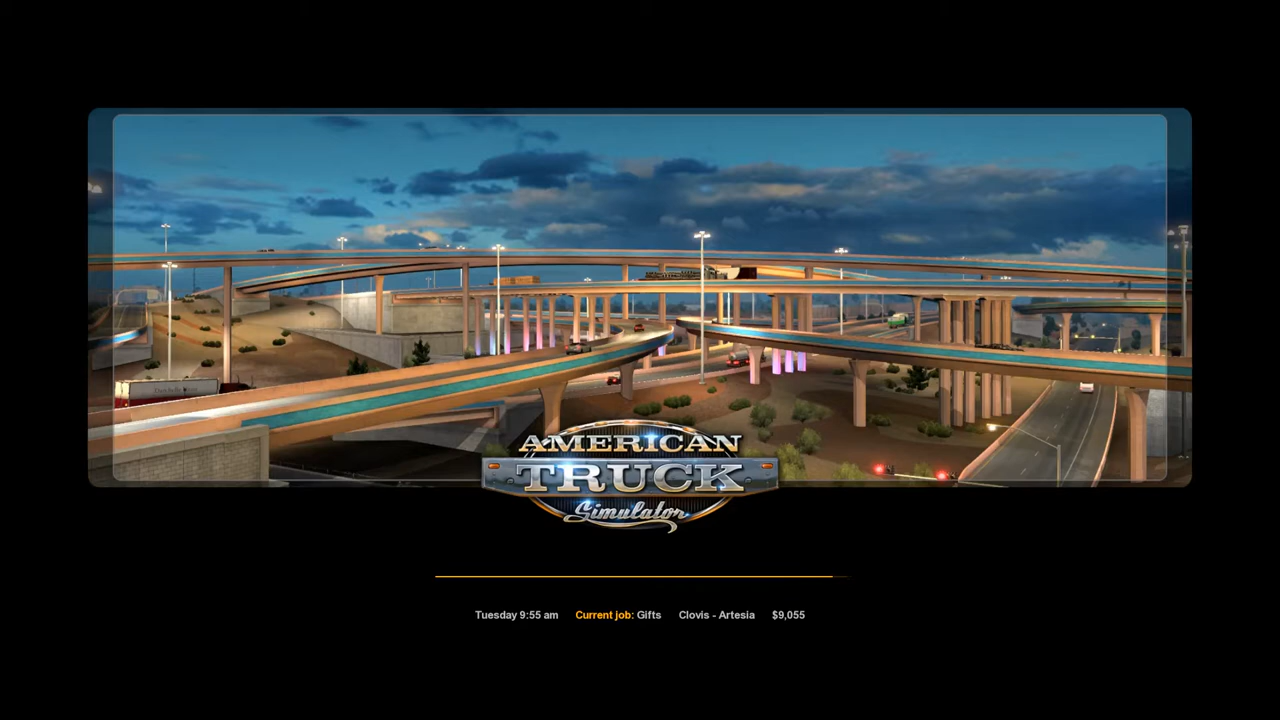 AMERICAN
TRUCK
Simulator
Tuesday 9:55 am Current job: Gifts Clovis - Artesia $9,055